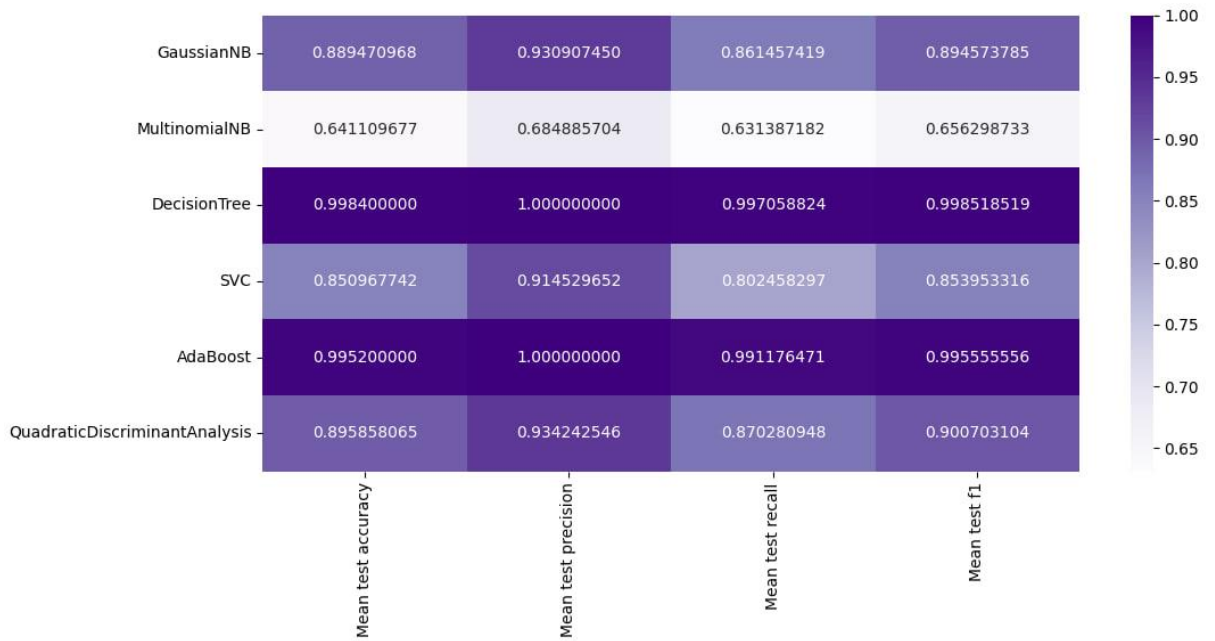 GaussianNB 0.889470968 0.930907450 0.861457419 0.894573785
MultinomialNB 0.641109677 0.684885704 0.631387182 0.656298733
DecisionTree 0.998400000 1.000000000 0.997058824 0.998518519
SVC 0.850967742 0.914529652 0.802458297 0.853953316
AdaBoost 0.995200000 1.000000000 0.991176471 0.995555556
QuadraticDiscriminantAnalysis 0.895858065 0.934242546 0.870280948 0.900703104
Mean test accuracy
Mean test precision
Mean test recall
Mean test f1
1.00
0.95
0.90
0.85
0.80
0.75
0.70
0.65